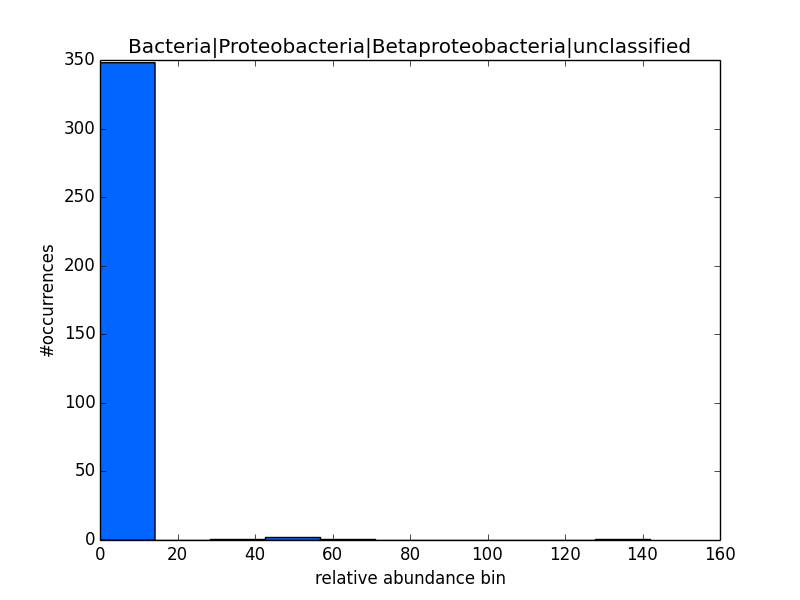 Bacteria|Proteobacteria|Betaproteobacteria|unclassified
350
300
250
200
150
100
50
0
#occurrences
0 20 40 60 80 100 120 140 160
relative abundance bin